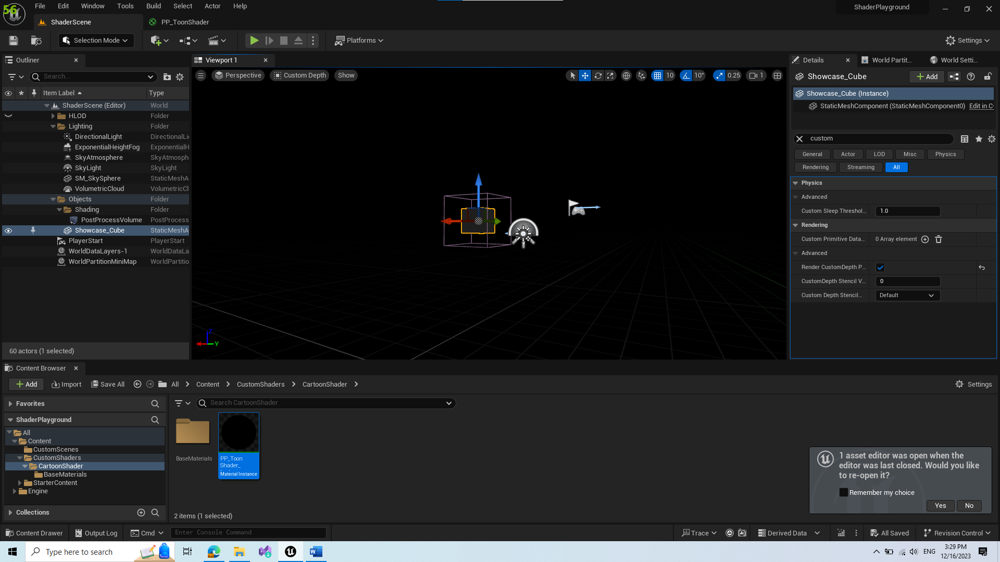 56
File Edit Window Tools Build Select Actor Help
ShaderPlayground
ShaderScene
PP_ToonShader
Selection Mode
Platforms
Settings
Outliner
Search...
Item Label
Type
ShaderScene (Editor) World
HLOD Folder
Lighting Folder
DirectionalLight DirectionalLi
ExponentialHeightFog ExponentialH
SkyAtmosphere SkyAtmosph
SkyLight SkyLight
SM_SkySphere StaticMeshA
VolumetricCloud VolumetricCl
Objects Folder
Shading Folder
PostProcessVolume PostProcess
Showcase_Cube StaticMeshA
PlayerStart PlayerStart
WorldDataLayers-1 WorldDataLa
WorldPartitionMiniMap WorldPartitio
60 actors (1 selected)
Viewport 1
Perspective
Custom Depth
Show
10
10°
0.25
1
Z
X
Y
Details
World Partit...
World Setti...
Showcase_Cube
Add
Showcase_Cube (Instance)
StaticMeshComponent (StaticMeshComponent0) Edit in C
custom
General Actor LOD Misc Physics
Rendering Streaming All
Physics
Advanced
Custom Sleep Threshol... 1.0
Rendering
Custom Primitive Data... 0 Array element
Advanced
Render CustomDepth P...
CustomDepth Stencil V... 0
Custom Depth Stencil... Default
Content Browser
Add
Import
Save All
All > Content > CustomShaders > CartoonShader >
Settings
Favorites
ShaderPlayground
All
Content
CustomScenes
CustomShaders
CartoonShader
BaseMaterials
StarterContent
Engine
Collections
Search CartoonShader
BaseMaterials
PP_Toon
Shader_
Material Instance
2 items (1 selected)
1 asset editor was open when the
editor was last closed. Would you like
to re-open it?
Remember my choice
Yes
No
Content Drawer
Output Log
Cmd
Enter Console Command
Trace
Derived Data
All Saved
Revision Control
Type here to search
ENG
3:29 PM
12/16/2023